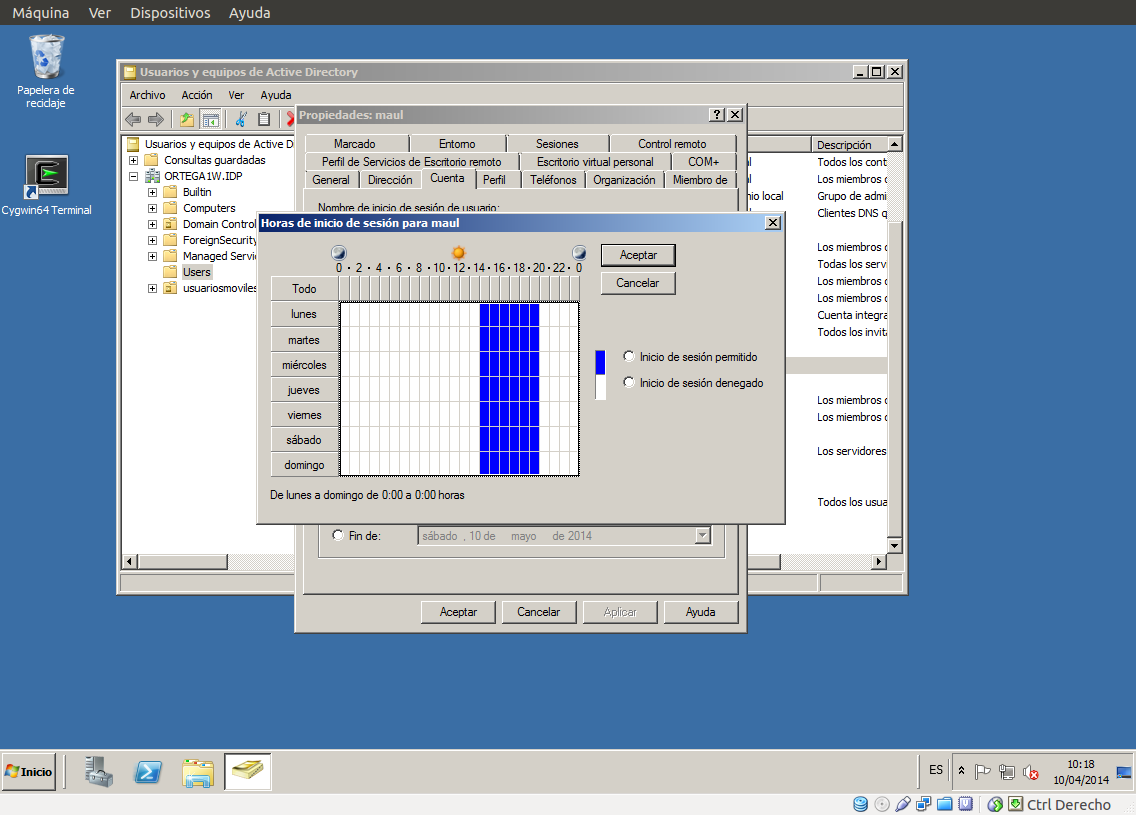 Máquina Ver Dispositivos Ayuda
Papelera de
reciclaje
Cygwin64 Terminal
Usuarios y equipos de Active Directory
Archivo Acción Ver Ayuda
Usuarios y equipos de Active D
Consultas guardadas
ORTEGA1W.IDP
Builtin
Computers
Domain Control
ForeignSecurity
Managed Servi
Users
usuariosmoviles
Descripción
Todos los cont
Los miembros
Grupo de admi
Clientes DNS q
Los miembros
Todas los serv
Los miembros
Los miembros
Cuenta integra
Todos los invit
Los miembros
Los miembros
Los servidores
Todos los usua
Propiedades: maul
Marcado Entorno Sesiones Control remoto
Perfil de Servicios de Escritorio remoto Escritorio virtual personal COM+
General Dirección Cuenta Perfil Teléfonos Organización Miembro de
Nombre de inicio de sesión de usuario:
Horas de inicio de sesión para maul
0 · 2 · 4 · 6 · 8 · 10 · 12 · 14 · 16 · 18 · 20 · 22 · 0
Todo
lunes
martes
miércoles
jueves
viernes
sábado
domingo
De lunes a domingo de 0:00 a 0:00 horas
Aceptar
Cancelar
Inicio de sesión permitido
Inicio de sesión denegado
Fin de: sábado , 10 de mayo de 2014
Aceptar Cancelar Aplicar Ayuda
Inicio
ES
10:18
10/04/2014
Ctrl Derecho